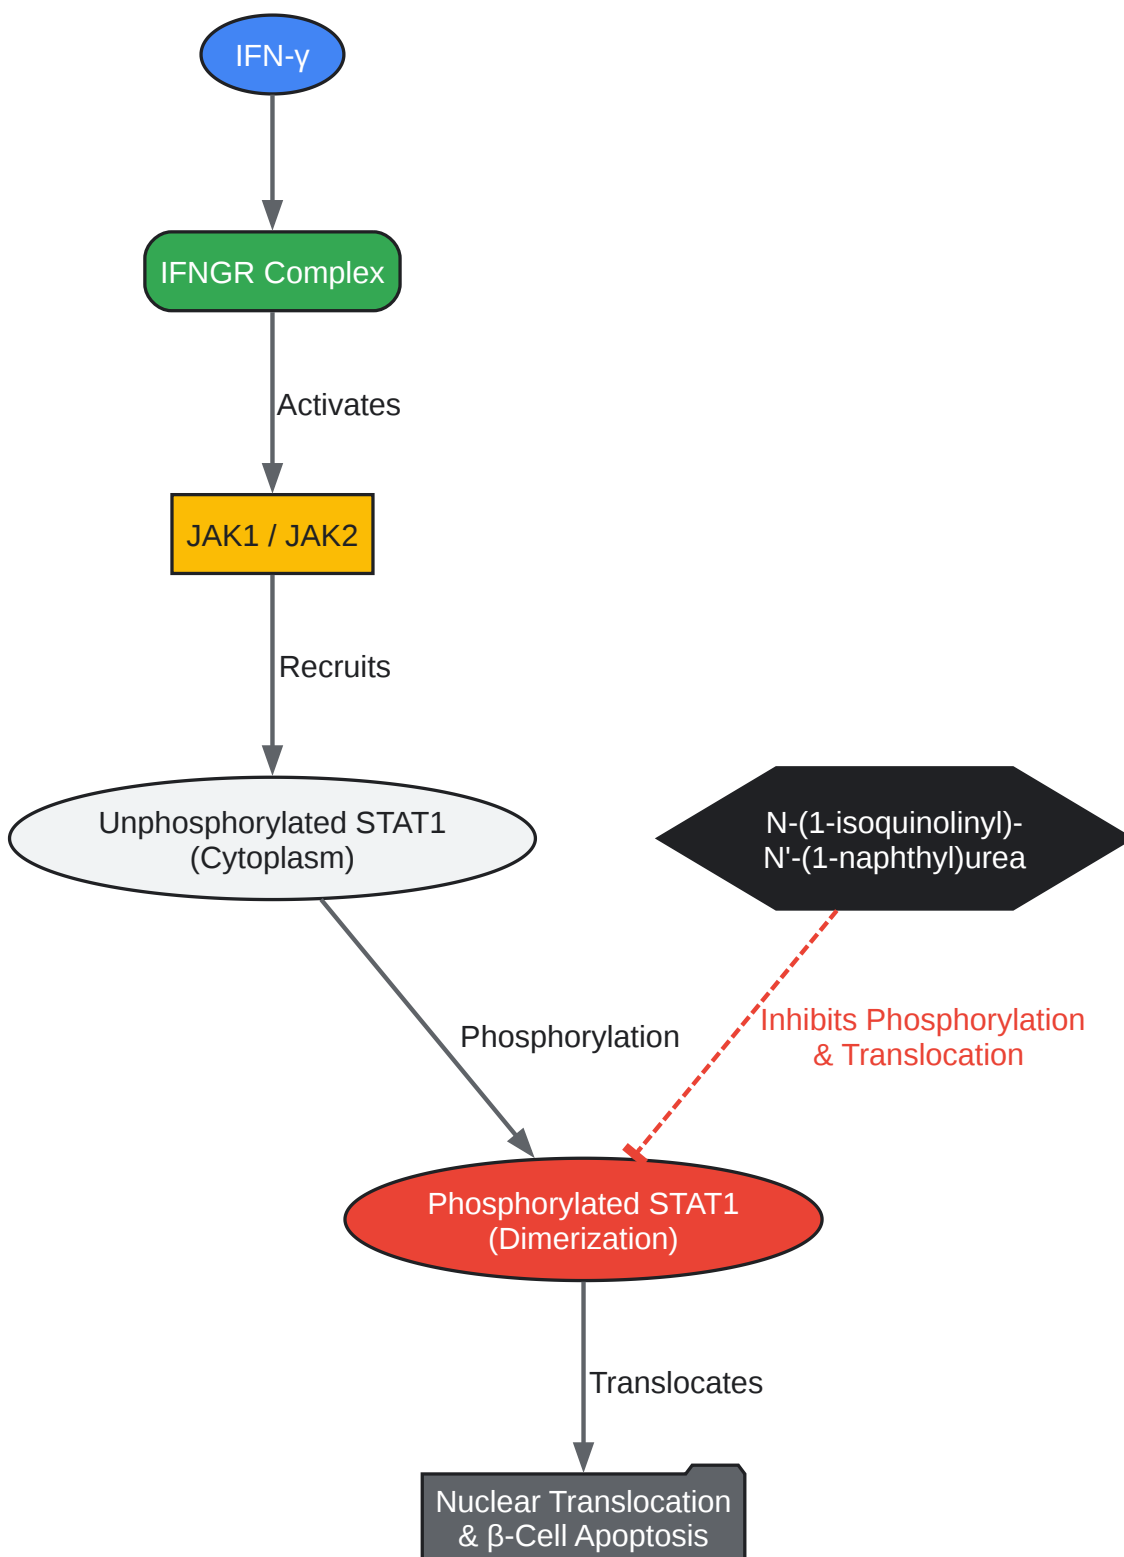 IFN-γ
IFNGR Complex
Activates
JAK1 / JAK2
Recruits
Unphosphorylated STAT1
(Cytoplasm)
N-(1-isoquinolinyl)-
N'-(1-naphthyl)urea
Phosphorylation
Inhibits Phosphorylation
& Translocation
Phosphorylated STAT1
(Dimerization)
Translocates
Nuclear Translocation
& β-Cell Apoptosis